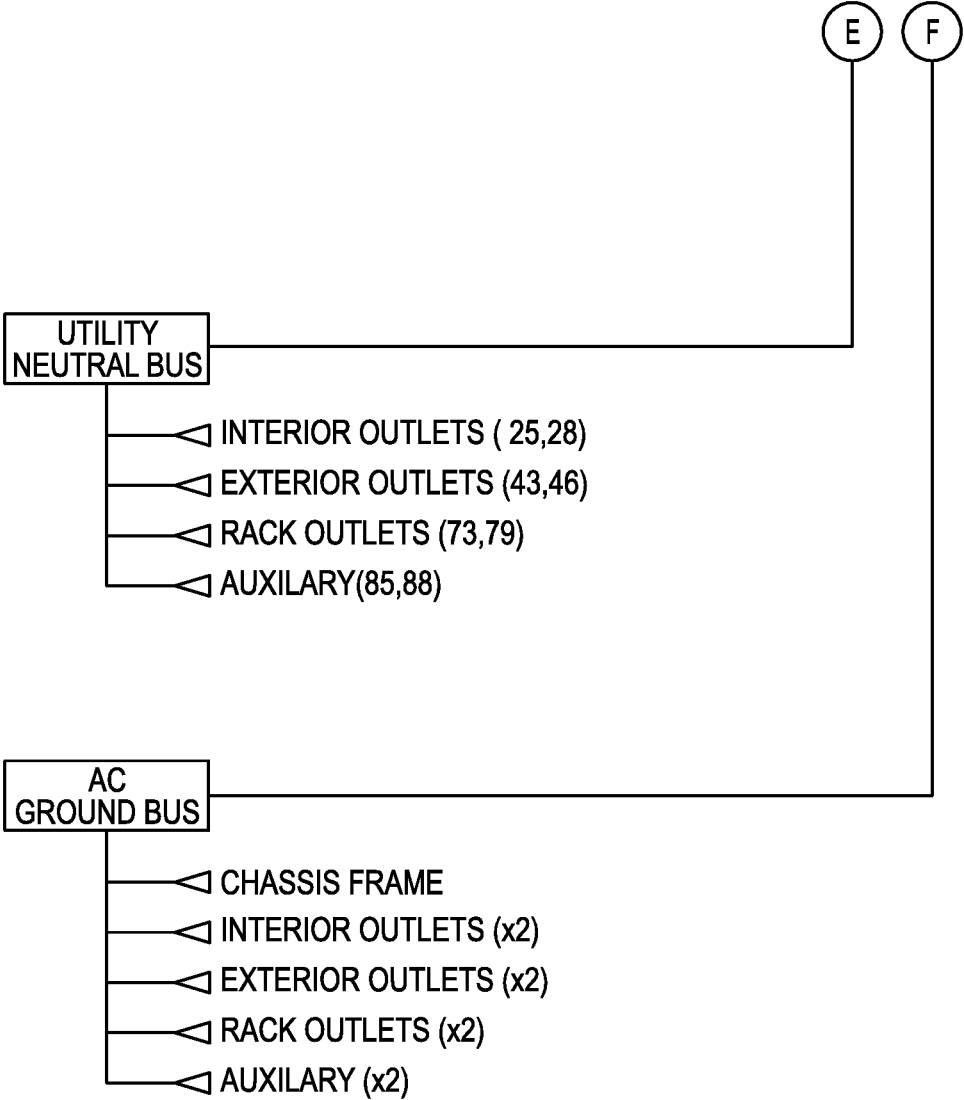 E F
UTILITY
NEUTRAL BUS
INTERIOR OUTLETS ( 25,28)
EXTERIOR OUTLETS (43,46)
RACK OUTLETS (73,79)
AUXILARY(85,88)
AC
GROUND BUS
CHASSIS FRAME
INTERIOR OUTLETS (x2)
EXTERIOR OUTLETS (x2)
RACK OUTLETS (x2)
AUXILARY (x2)